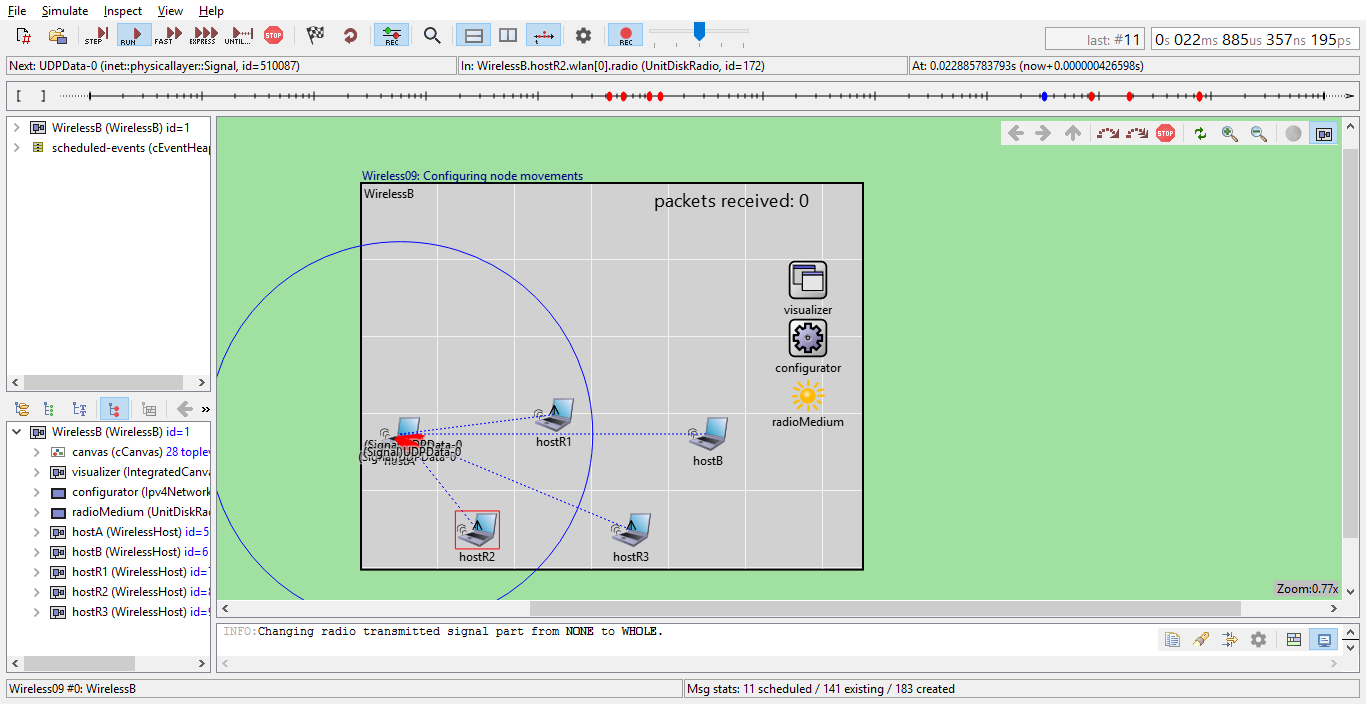 File Simulate Inspect View Help
STEP RUN FAST EXPRESS UNTIL... STOP REC REC
last: #11 0s 022ms 885us 357ns 195ps
Next: UDPData-0 (inet::physicallayer::Signal, id=510087) In: WirelessB.hostR2.wlan[0].radio (UnitDiskRadio, id=172) At: 0.022885783793s (now+0.000000426598s)
[ ]
WirelessB (WirelessB) id=1
scheduled-events (cEventHeap
STOP
Wireless09: Configuring node movements
WirelessB
packets received: 0
visualizer
configurator
radioMedium
hostR1
hostB
(Signal)UDPData-0
(Signal)UDPData-0
(Signal)UDPData-0
hostA
hostR2
hostR3
Zoom:0.77x
WirelessB (WirelessB) id=1
canvas (cCanvas) 28 toplev
visualizer (IntegratedCanva
configurator (Ipv4Network
radioMedium (UnitDiskRad
hostA (WirelessHost) id=5
hostB (WirelessHost) id=6
hostR1 (WirelessHost) id=
hostR2 (WirelessHost) id=
hostR3 (WirelessHost) id=
INFO:Changing radio transmitted signal part from NONE to WHOLE.
Wireless09 #0: WirelessB
Msg stats: 11 scheduled / 141 existing / 183 created